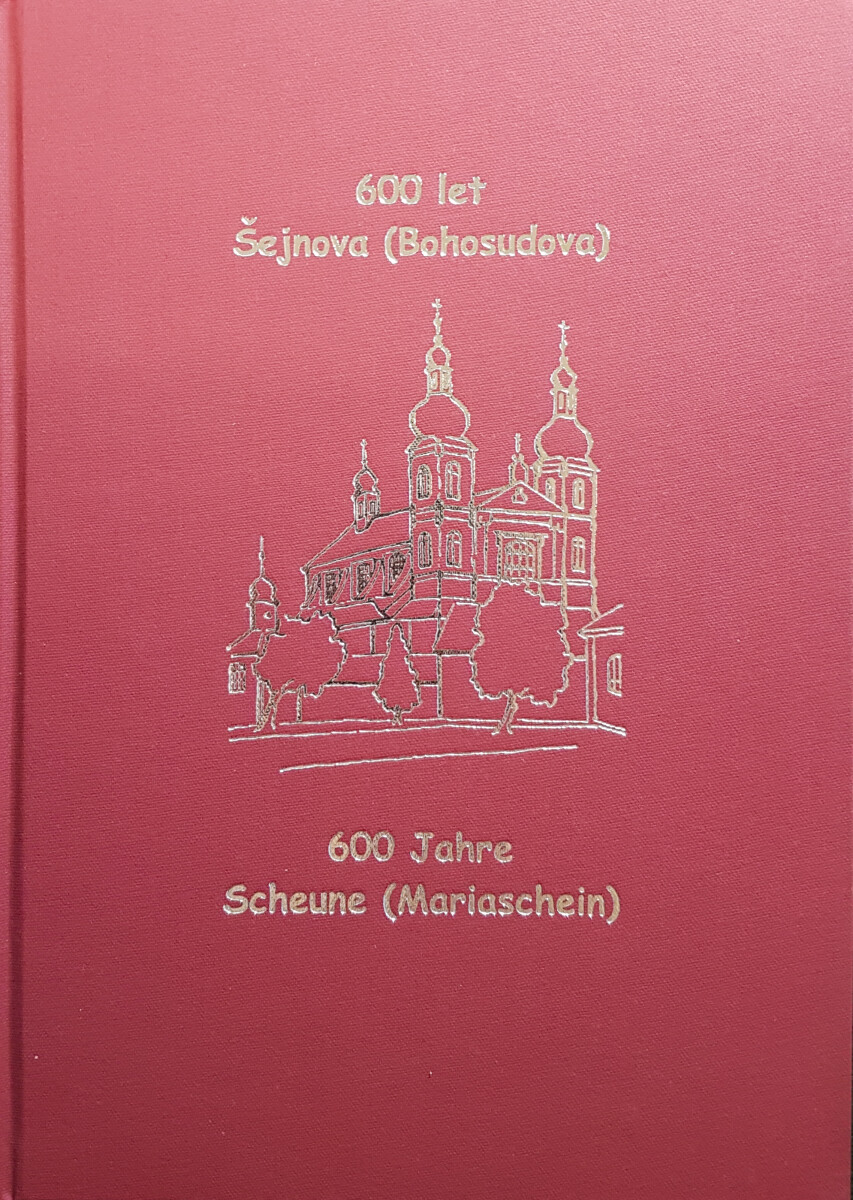 600 let
Šejnova (Bohosudova)
600 Jahre
Scheune (Mariaschein)